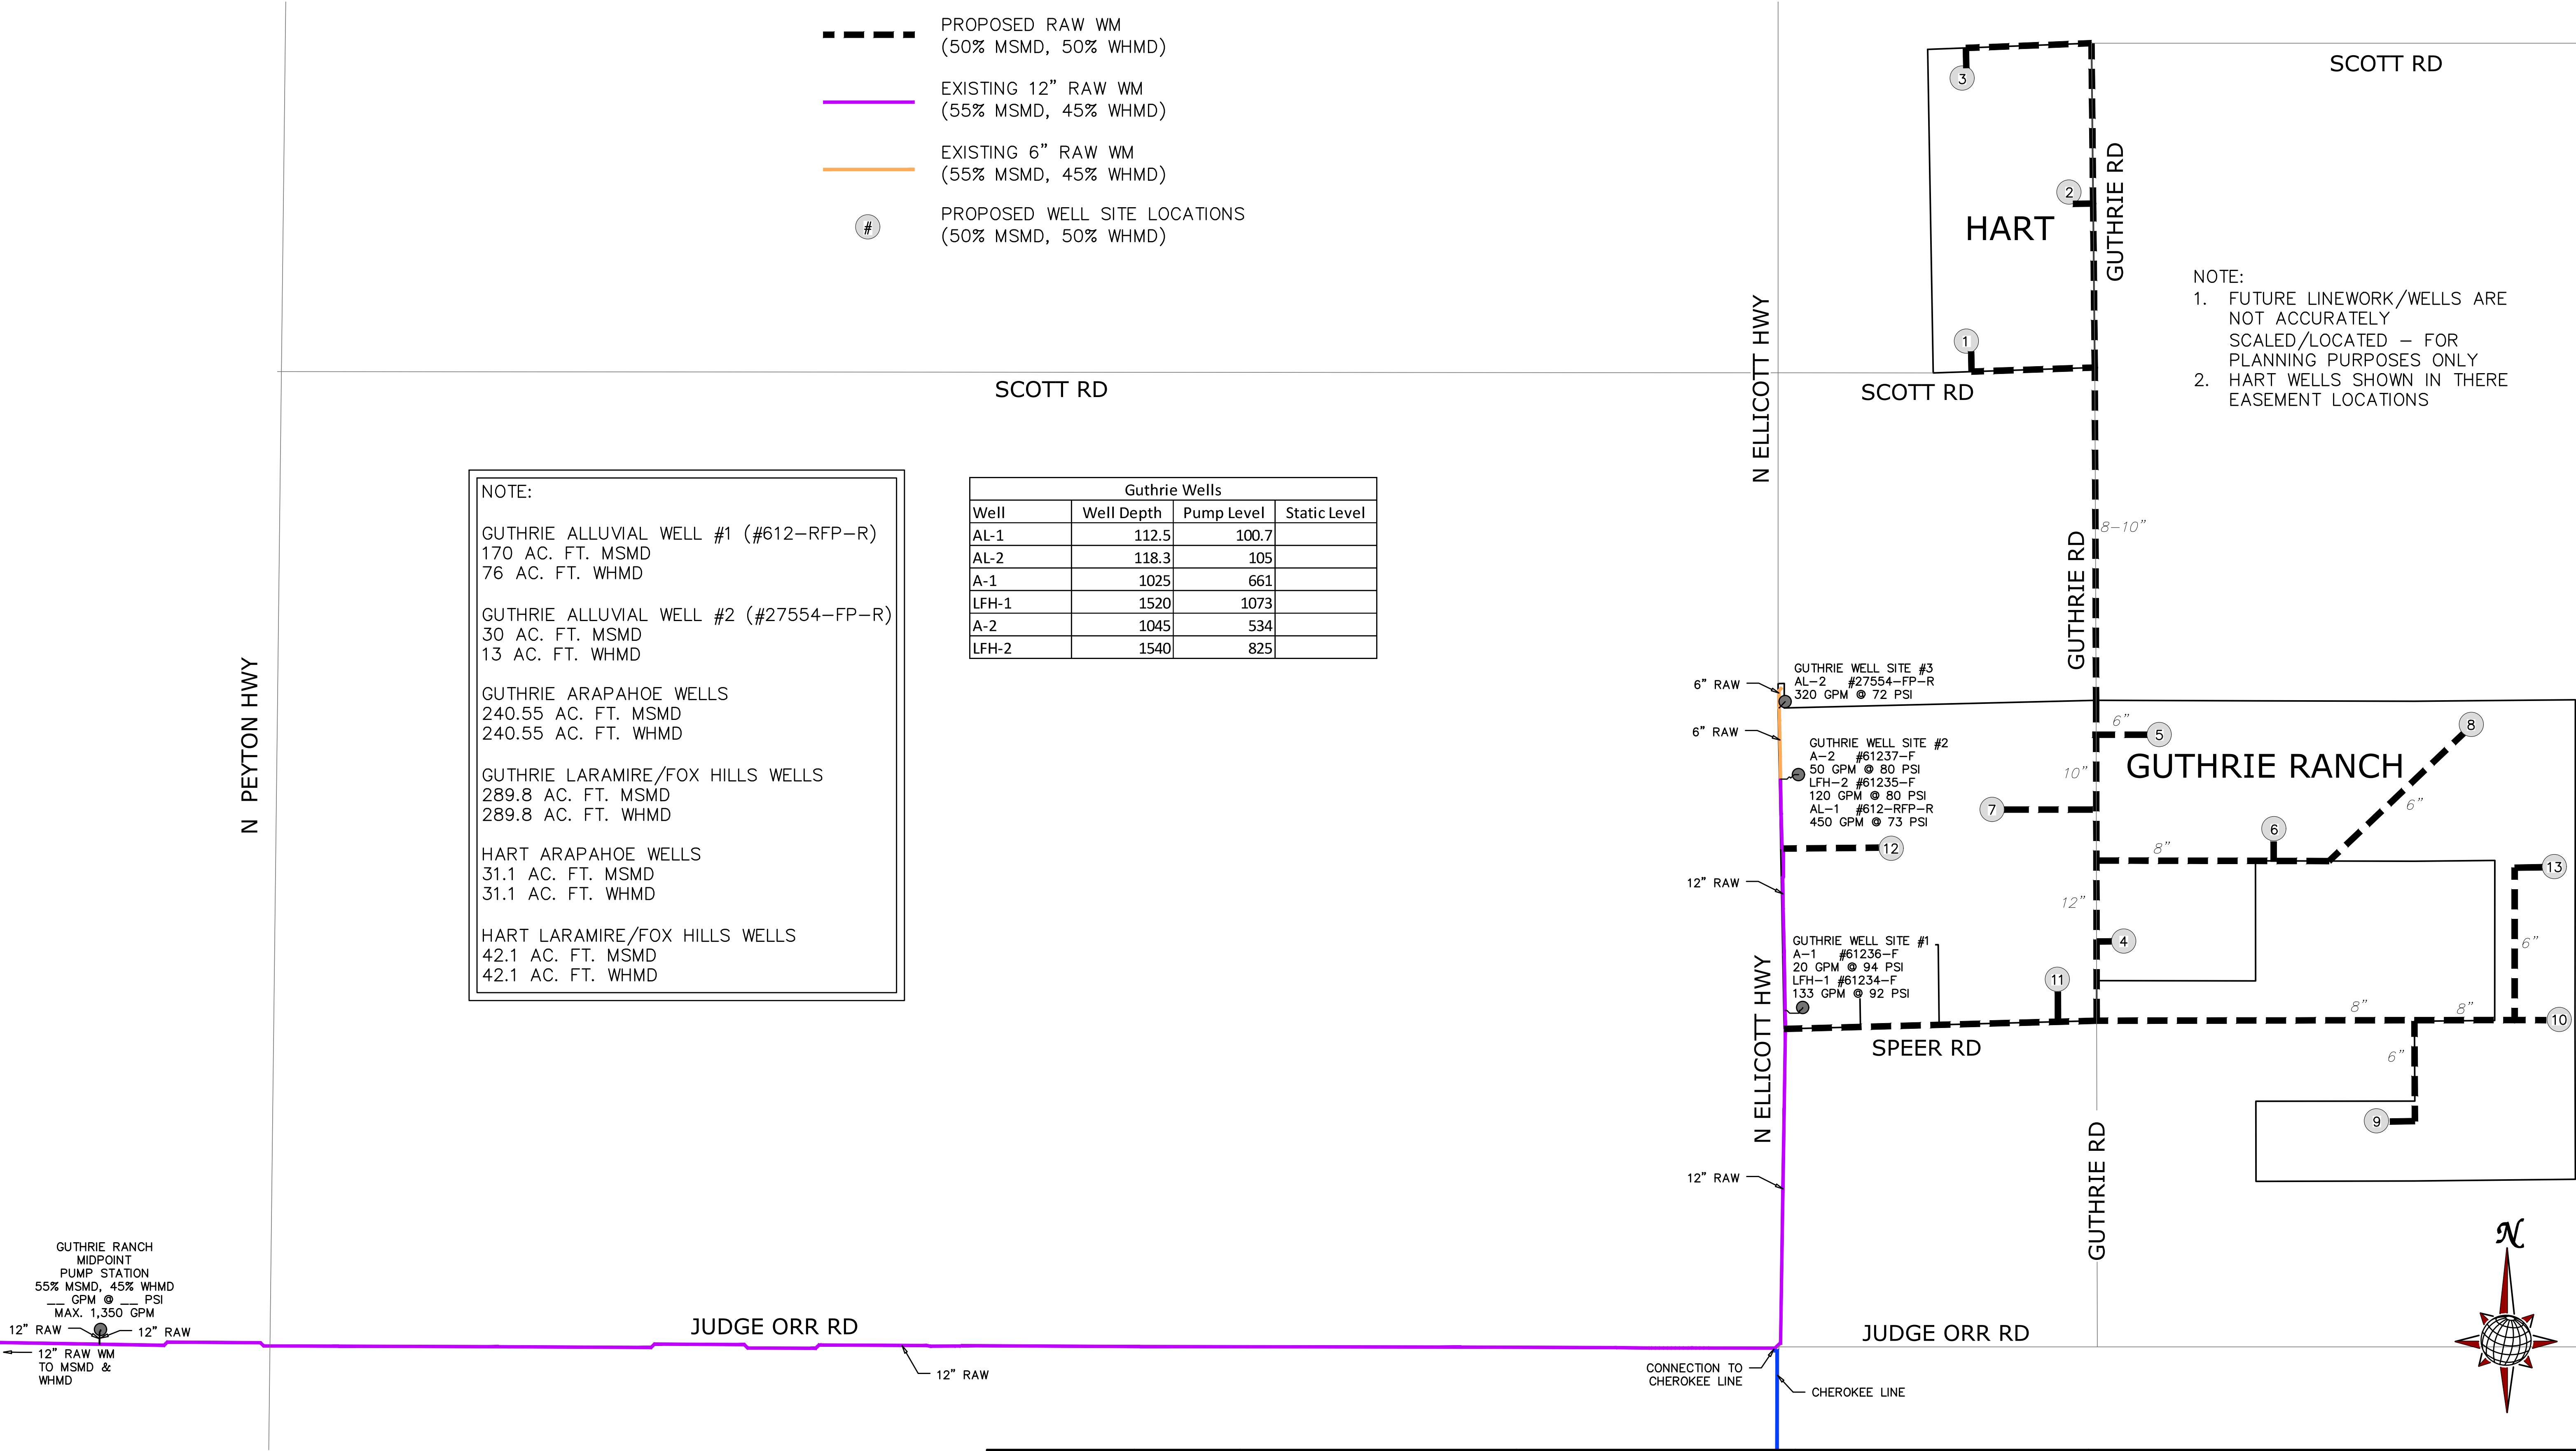 PROPOSED RAW WM
(50% MSMD, 50% WHMD)
EXISTING 12" RAW WM
(55% MSMD, 45% WHMD)
EXISTING 6" RAW WM
(55% MSMD, 45% WHMD)
#
PROPOSED WELL SITE LOCATIONS
(50% MSMD, 50% WHMD)
SCOTT RD
3
2
HART
GUTHRIE RD
1
NOTE:
1. FUTURE LINEWORK/WELLS ARE
NOT ACCURATELY
SCALED/LOCATED – FOR
PLANNING PURPOSES ONLY
2. HART WELLS SHOWN IN THERE
EASEMENT LOCATIONS
N ELLICOTT HWY
SCOTT RD
SCOTT RD
NOTE:
GUTHRIE ALLUVIAL WELL #1 (#612-RFP-R)
170 AC. FT. MSMD
76 AC. FT. WHMD
GUTHRIE ALLUVIAL WELL #2 (#27554-FP-R)
30 AC. FT. MSMD
13 AC. FT. WHMD
GUTHRIE ARAPAHOE WELLS
240.55 AC. FT. MSMD
240.55 AC. FT. WHMD
GUTHRIE LARAMIRE/FOX HILLS WELLS
289.8 AC. FT. MSMD
289.8 AC. FT. WHMD
HART ARAPAHOE WELLS
31.1 AC. FT. MSMD
31.1 AC. FT. WHMD
HART LARAMIRE/FOX HILLS WELLS
42.1 AC. FT. MSMD
42.1 AC. FT. WHMD
Guthrie Wells
Well Well Depth Pump Level Static Level
AL-1 112.5 100.7
AL-2 118.3 105
A-1 1025 661
LFH-1 1520 1073
A-2 1045 534
LFH-2 1540 825
N PEYTON HWY
8-10"
GUTHRIE RD
6" RAW
GUTHRIE WELL SITE #3
AL-2 #27554-FP-R
320 GPM @ 72 PSI
6" RAW
GUTHRIE WELL SITE #2
A-2 #61237-F
50 GPM @ 80 PSI
LFH-2 #61235-F
120 GPM @ 80 PSI
AL-1 #612-RFP-R
450 GPM @ 73 PSI
6"
5
8
GUTHRIE RANCH
10"
7
6"
6
8"
12
13
12" RAW
12"
GUTHRIE WELL SITE #1
A-1 #61236-F
20 GPM @ 94 PSI
LFH-1 #61234-F
133 GPM @ 92 PSI
4
6"
11
8"
8"
10
N ELLICOTT HWY
SPEER RD
6"
9
12" RAW
GUTHRIE RD
GUTHRIE RANCH
MIDPOINT
PUMP STATION
55% MSMD, 45% WHMD
__ GPM @ __ PSI
MAX. 1,350 GPM
12" RAW
12" RAW
12" RAW WM
TO MSMD &
WHMD
JUDGE ORR RD
12" RAW
JUDGE ORR RD
CONNECTION TO
CHEROKEE LINE
CHEROKEE LINE
N